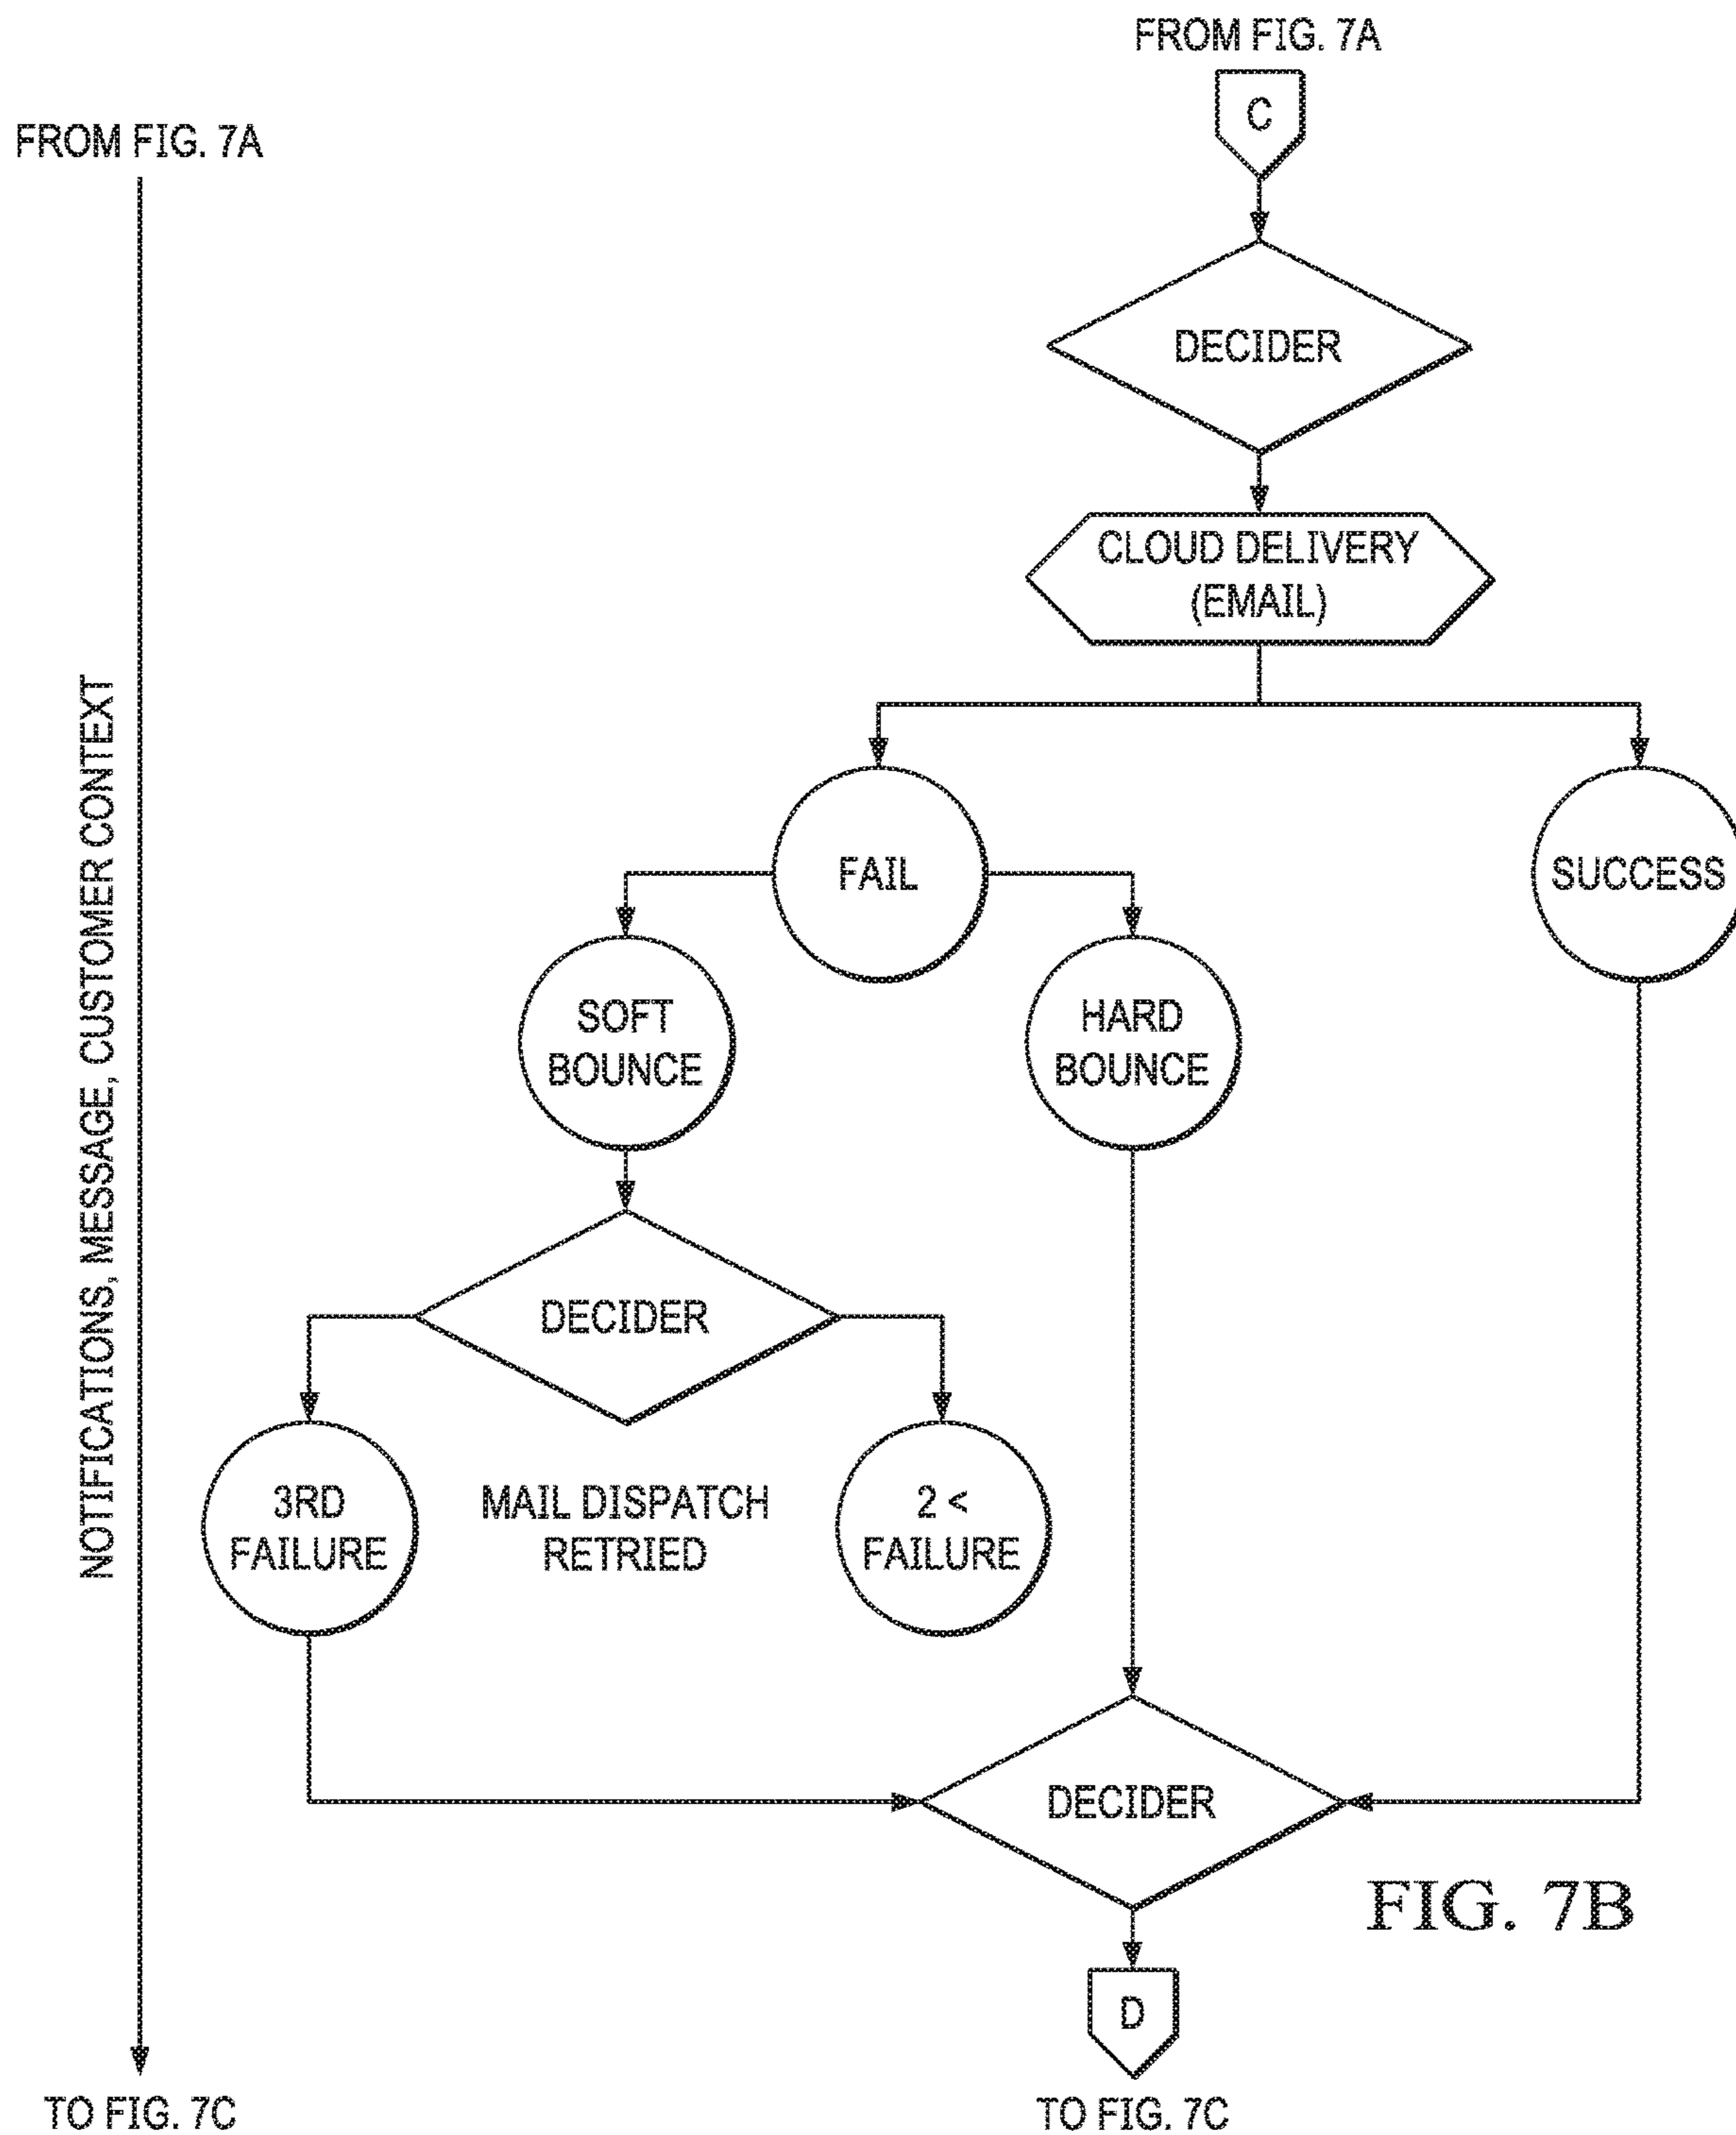 FROM FIG. 7A
C
FROM FIG. 7A
DECIDER
CLOUD DELIVERY
(EMAIL)
NOTIFICATIONS, MESSAGE, CUSTOMER CONTEXT
FAIL
SUCCESS
SOFT
BOUNCE
HARD
BOUNCE
DECIDER
3RD
FAILURE
MAIL DISPATCH
RETRIED
2 <
FAILURE
DECIDER
FIG. 7B
D
TO FIG. 7C
TO FIG. 7C